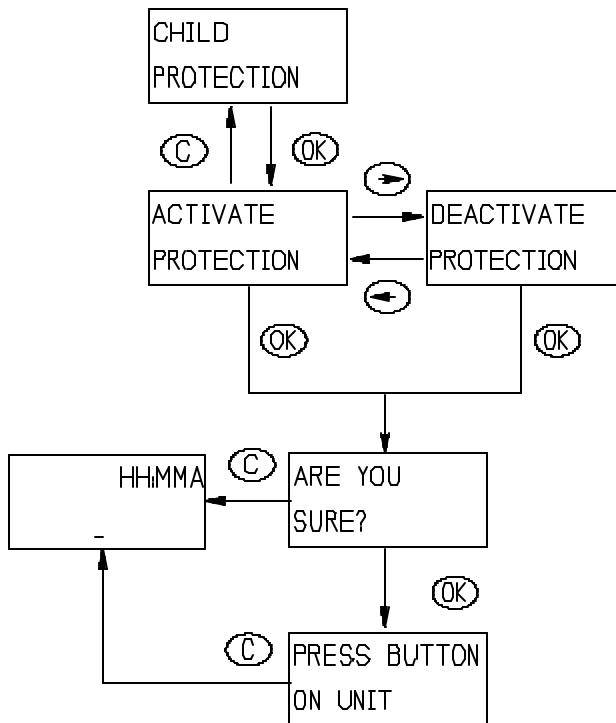 CHILD
PROTECTION
C
OK
ACTIVATE
PROTECTION
DEACTIVATE
PROTECTION
OK
OK
HH:MMA
_
C
ARE YOU
SURE?
OK
C
PRESS BUTTON
ON UNIT